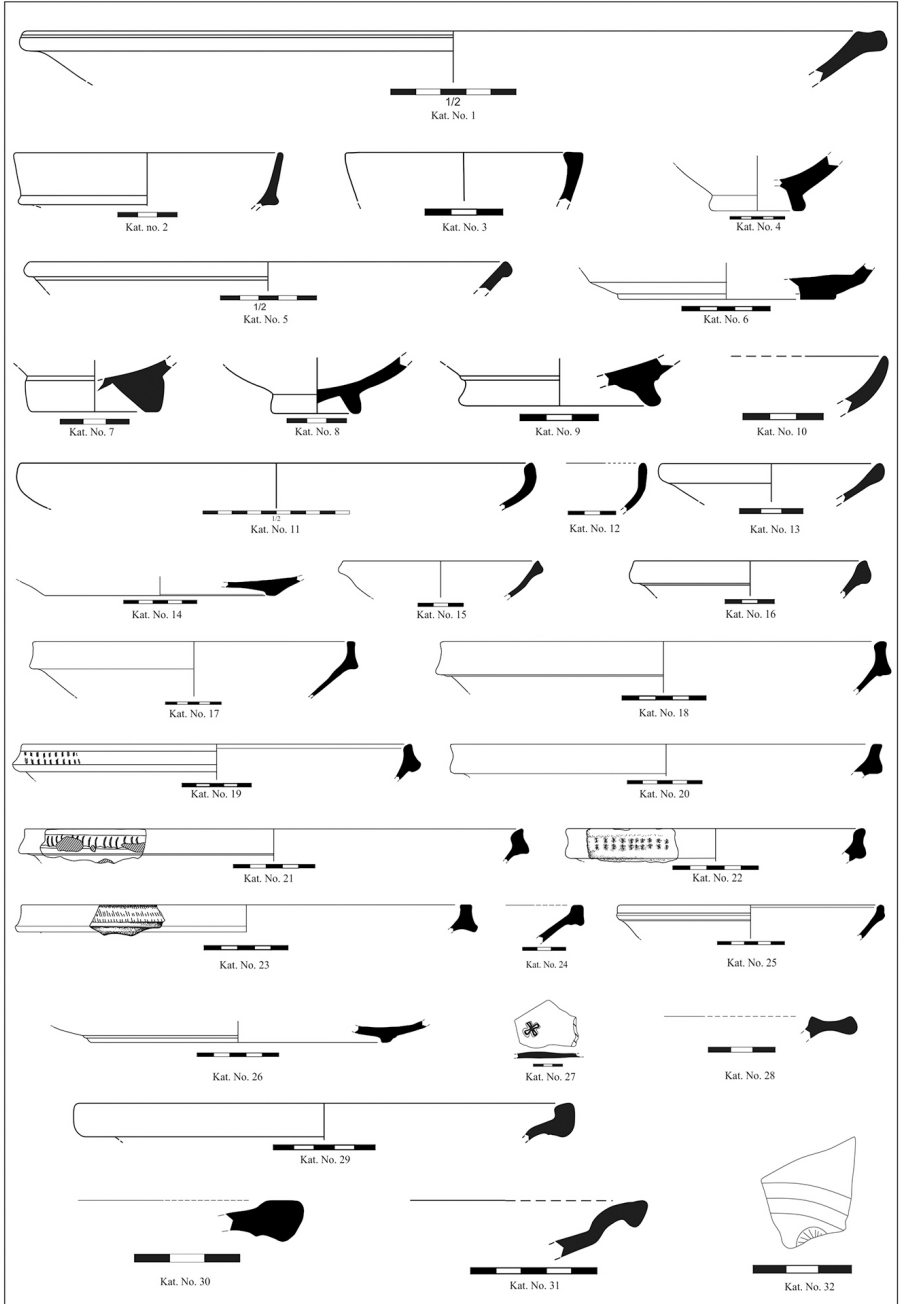 1/2
Kat. No. 1
Kat. no. 2
Kat. No. 3
Kat. No. 4
1/2
Kat. No. 5
Kat. No. 6
Kat. No. 7
Kat. No. 8
Kat. No. 9
Kat. No. 10
1/2
Kat. No. 11
Kat. No. 12
Kat. No. 13
Kat. No. 14
Kat. No. 15
Kat. No. 16
Kat. No. 17
Kat. No. 18
Kat. No. 19
Kat. No. 20
Kat. No. 21
Kat. No. 22
Kat. No. 23
Kat. No. 24
Kat. No. 25
Kat. No. 26
Kat. No. 27
Kat. No. 28
Kat. No. 29
Kat. No. 30
Kat. No. 31
Kat. No. 32